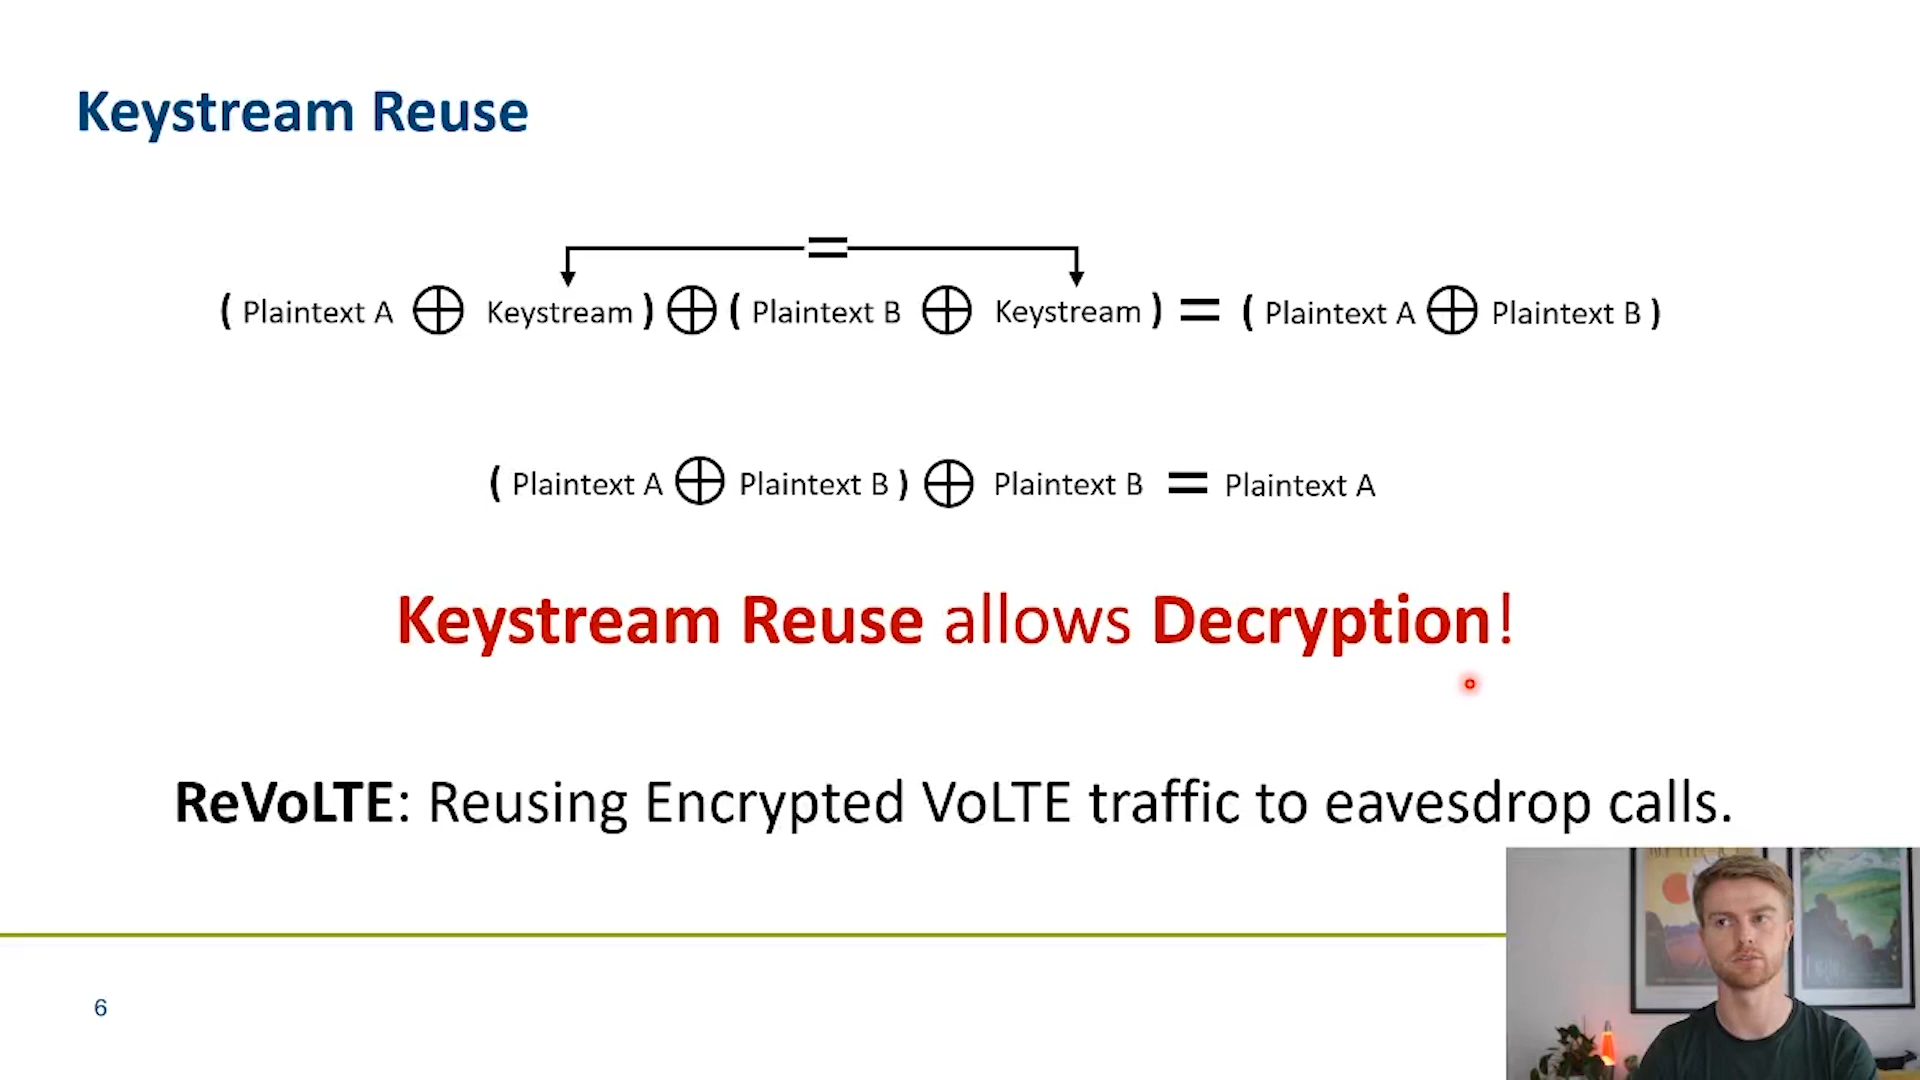 Keystream Reuse
=
( Plaintext A ⊕ Keystream ) ⊕ ( Plaintext B ⊕ Keystream ) = ( Plaintext A ⊕ Plaintext B )
( Plaintext A ⊕ Plaintext B ) ⊕ Plaintext B = Plaintext A
Keystream Reuse allows Decryption!
ReVoLTE: Reusing Encrypted VoLTE traffic to eavesdrop calls.
6